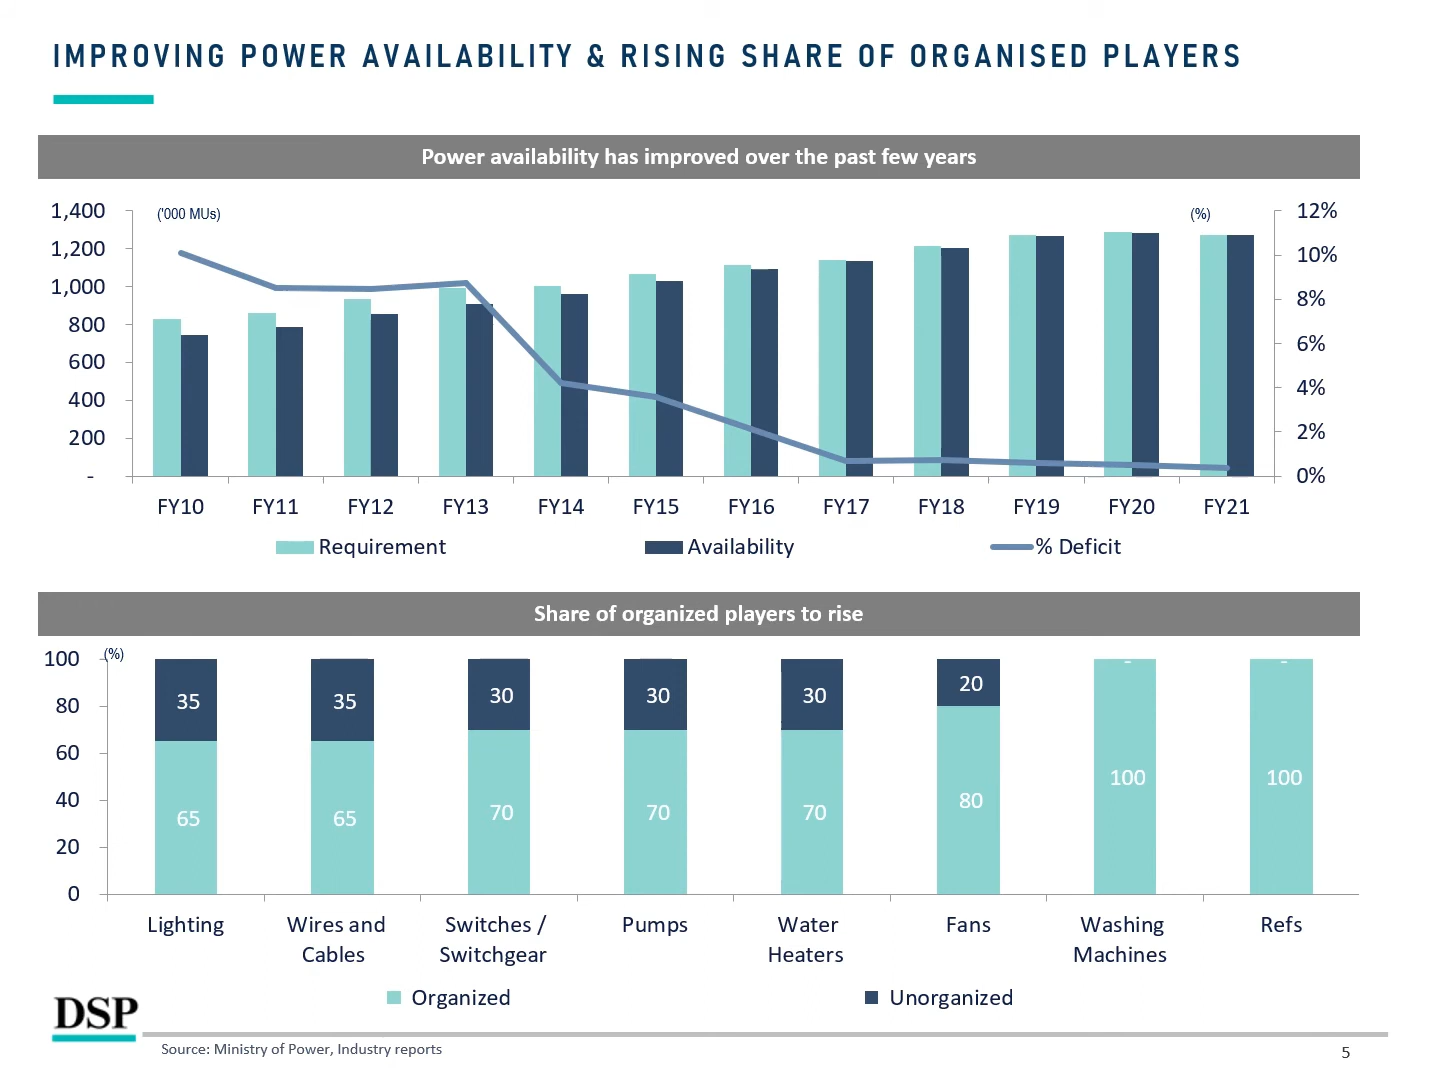 IMPROVING POWER AVAILABILITY & RISING SHARE OF ORGANISED PLAYERS
Power availability has improved over the past few years
('000 MUs)
(%)
1,400
1,200
1,000
800
600
400
200
-
12%
10%
8%
6%
4%
2%
0%
FY10 FY11 FY12 FY13 FY14 FY15 FY16 FY17 FY18 FY19 FY20 FY21
Requirement Availability % Deficit
Share of organized players to rise
(%)
100
80
60
40
20
0
35 35 30 30 30 20 - -
65 65 70 70 70 80 100 100
Lighting Wires and Switches / Pumps Water Fans Washing Refs
Cables Switchgear Heaters Machines
Organized Unorganized
DSP
Source: Ministry of Power, Industry reports
5